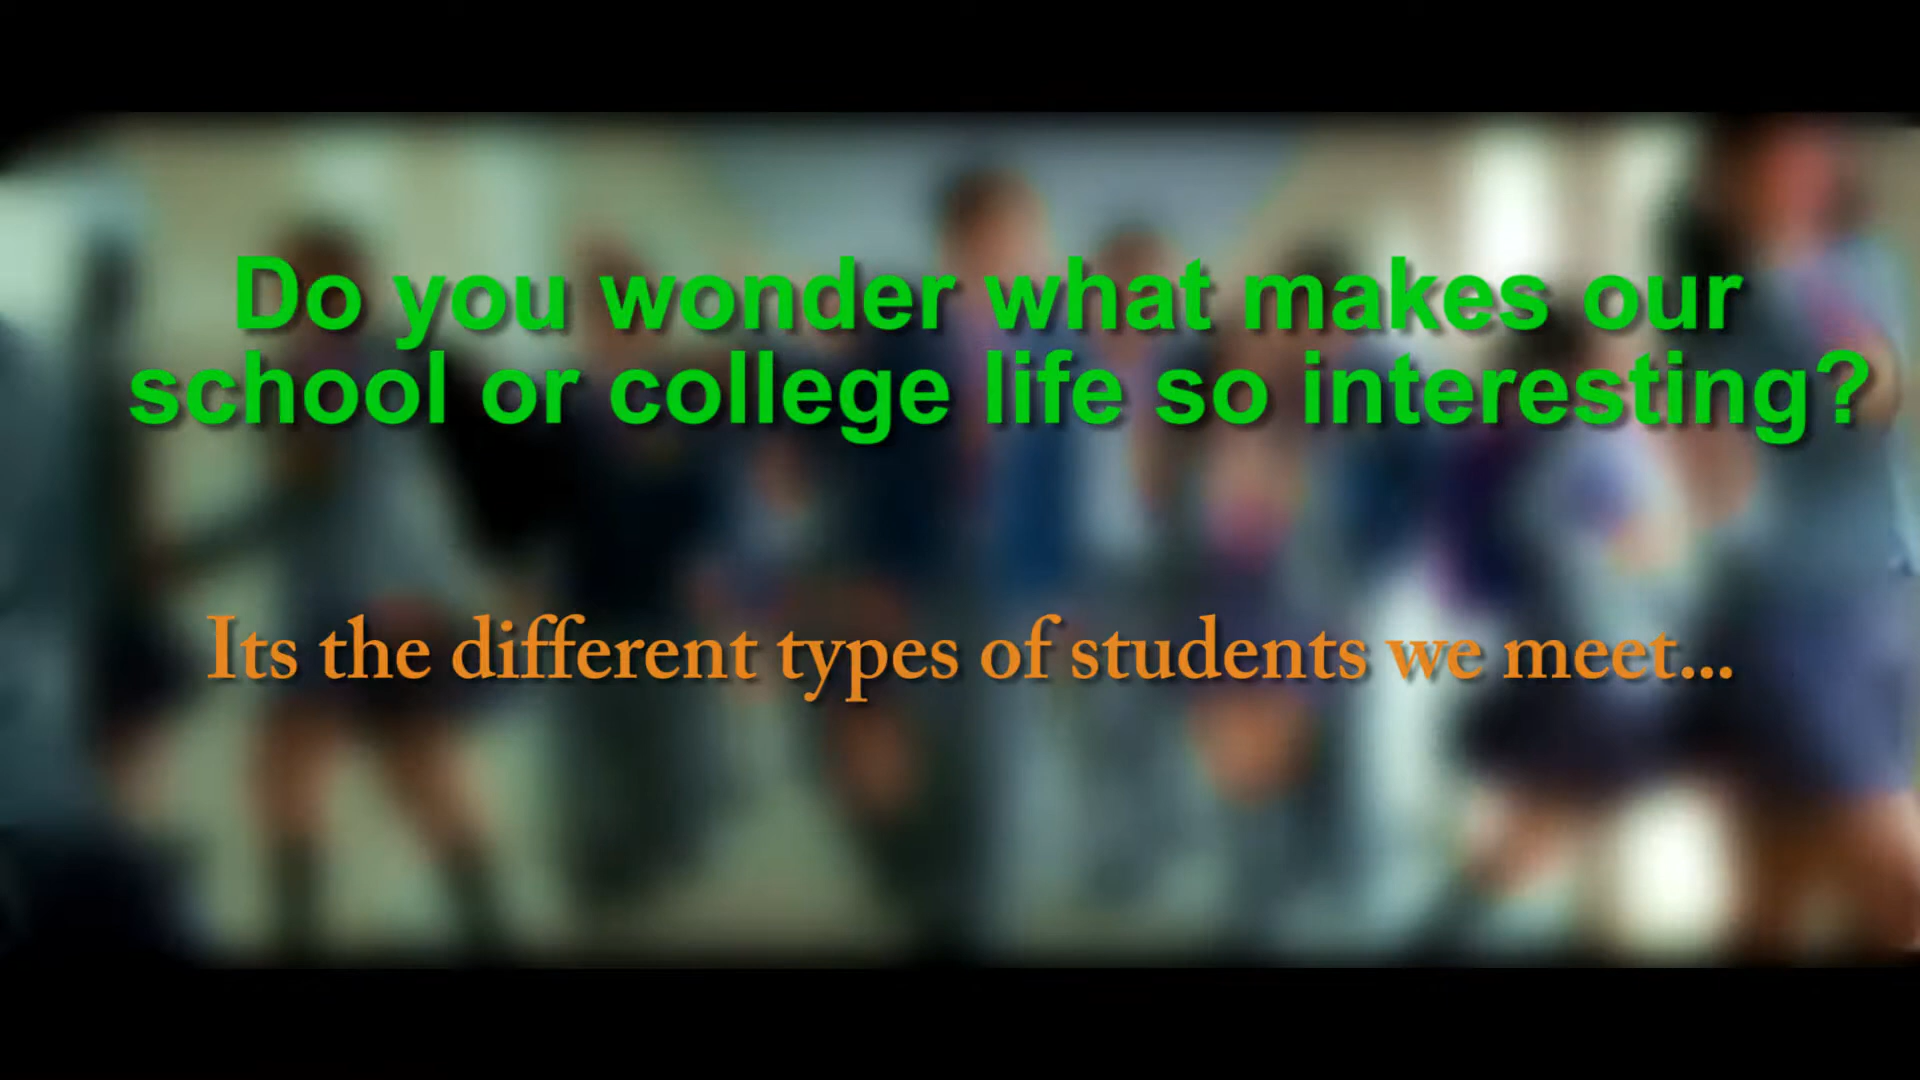 Do you wonder what makes our
school or college life so interesting?
Its the different types of students we meet...